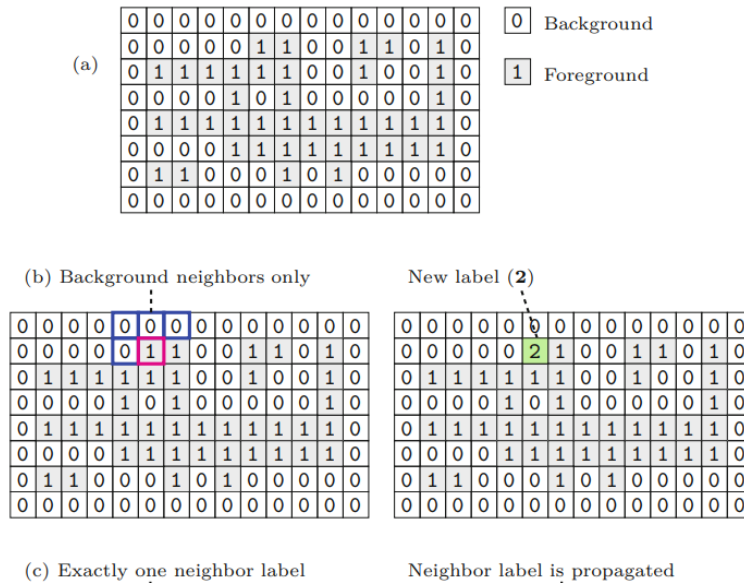 0 0 0 0 0 0 0 0 0 0 0 0 0 0 0 Background
0 0 0 0 0 1 1 0 0 1 1 0 1 0
(a) 0 1 1 1 1 1 1 0 0 1 0 0 1 0 1 Foreground
0 0 0 0 1 0 1 0 0 0 0 0 1 0
0 1 1 1 1 1 1 1 1 1 1 1 1 0
0 0 0 0 1 1 1 1 1 1 1 1 1 0
0 1 1 0 0 0 1 0 1 0 0 0 0 0
0 0 0 0 0 0 0 0 0 0 0 0 0 0
(b) Background neighbors only
0 0 0 0 0 0 0 0 0 0 0 0 0 0
0 0 0 0 0 1 1 0 0 1 1 0 1 0
0 1 1 1 1 1 1 0 0 1 0 0 1 0
0 0 0 0 1 0 1 0 0 0 0 0 1 0
0 1 1 1 1 1 1 1 1 1 1 1 1 0
0 0 0 0 1 1 1 1 1 1 1 1 1 0
0 1 1 0 0 0 1 0 1 0 0 0 0 0
0 0 0 0 0 0 0 0 0 0 0 0 0 0
New label (2)
0 0 0 0 0 0 0 0 0 0 0 0 0 0
0 0 0 0 0 2 1 0 0 1 1 0 1 0
0 1 1 1 1 1 1 0 0 1 0 0 1 0
0 0 0 0 1 0 1 0 0 0 0 0 1 0
0 1 1 1 1 1 1 1 1 1 1 1 1 0
0 0 0 0 1 1 1 1 1 1 1 1 1 0
0 1 1 0 0 0 1 0 1 0 0 0 0 0
0 0 0 0 0 0 0 0 0 0 0 0 0 0
(c) Exactly one neighbor label
Neighbor label is propagated